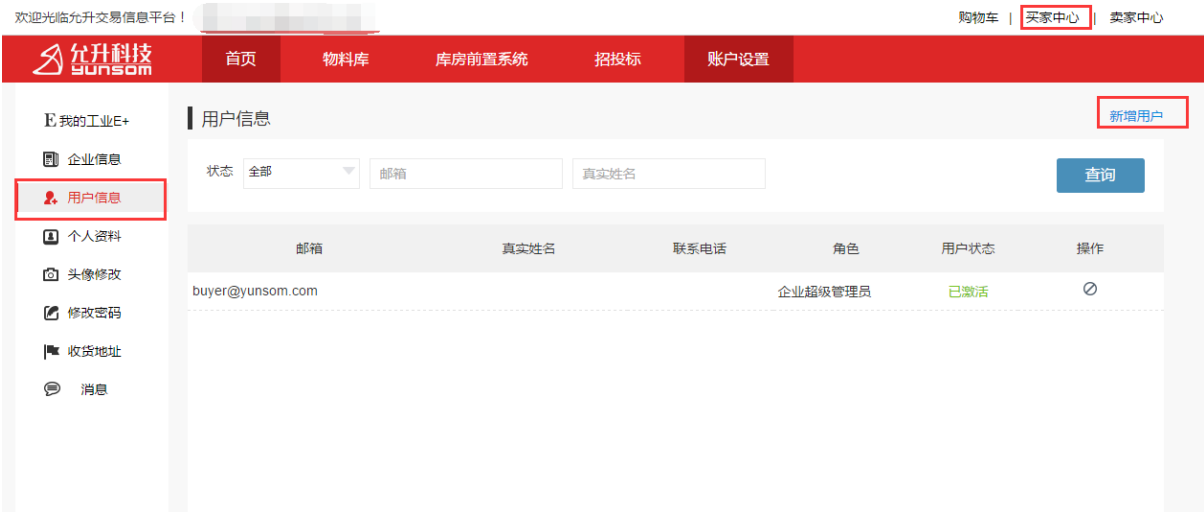 欢迎光临允升交易信息平台！
购物车 | 买家中心 | 卖家中心
允升科技
YUNSOM
首页 物料库 库房前置系统 招投标 账户设置
E 我的工业E+
企业信息
用户信息
个人资料
头像修改
修改密码
收货地址
消息
用户信息 新增用户
状态 全部 邮箱 真实姓名 查询
邮箱 真实姓名 联系电话 角色 用户状态 操作
buyer@yunsom.com 企业超级管理员 已激活